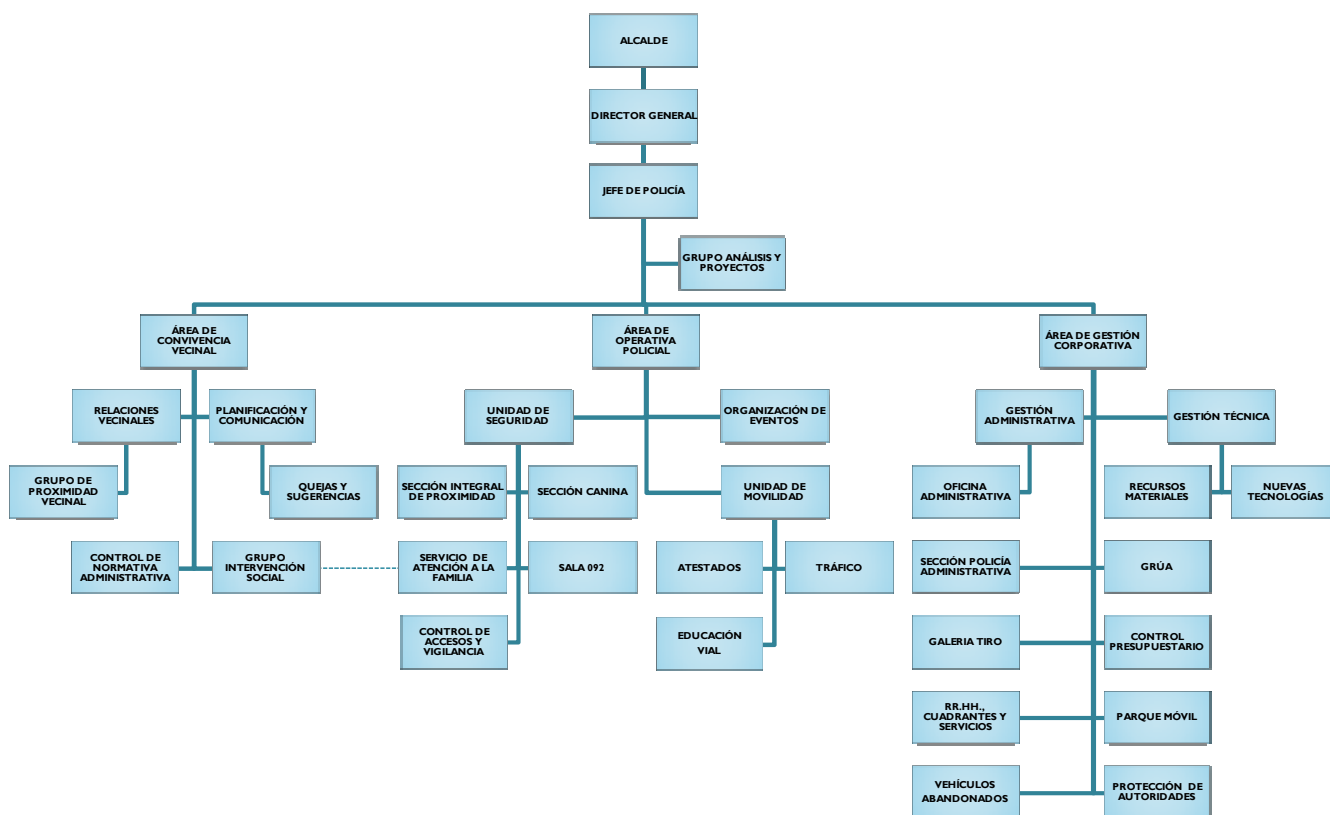 ALCALDE
DIRECTOR GENERAL
JEFE DE POLICÍA
GRUPO ANÁLISIS Y
PROYECTOS
ÁREA DE
CONVIVENCIA
VECINAL
ÁREA DE
OPERATIVA
POLICIAL
ÁREA DE GESTIÓN
CORPORATIVA
RELACIONES
VECINALES
PLANIFICACIÓN Y
COMUNICACIÓN
UNIDAD DE
SEGURIDAD
ORGANIZACIÓN DE
EVENTOS
GESTIÓN
ADMINISTRATIVA
GESTIÓN TÉCNICA
GRUPO DE
PROXIMIDAD
VECINAL
QUEJAS Y
SUGERENCIAS
SECCIÓN INTEGRAL
DE PROXIMIDAD
SECCIÓN CANINA
UNIDAD DE
MOVILIDAD
OFICINA
ADMINISTRATIVA
RECURSOS
MATERIALES
NUEVAS
TECNOLOGÍAS
CONTROL DE
NORMATIVA
ADMINISTRATIVA
GRUPO
INTERVENCIÓN
SOCIAL
SERVICIO DE
ATENCIÓN A LA
FAMILIA
SALA 092
ATESTADOS
TRÁFICO
SECCIÓN POLICÍA
ADMINISTRATIVA
GRÚA
CONTROL DE
ACCESOS Y
VIGILANCIA
EDUCACIÓN
VIAL
GALERIA TIRO
CONTROL
PRESUPUESTARIO
RR.HH.,
CUADRANTES Y
SERVICIOS
PARQUE MÓVIL
VEHÍCULOS
ABANDONADOS
PROTECCIÓN DE
AUTORIDADES